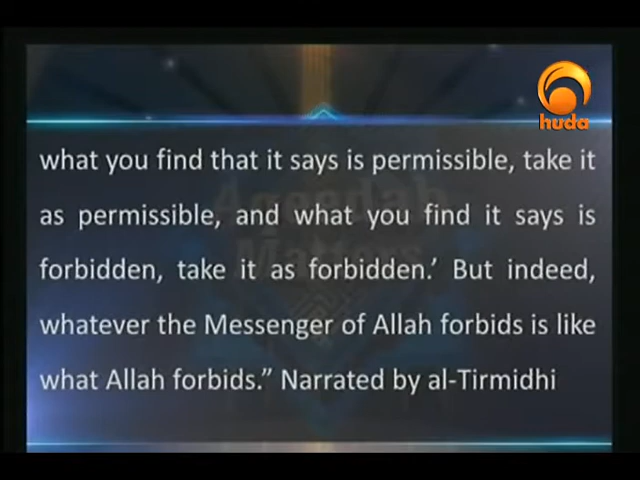 huda
what you find that it says is permissible, take it
as permissible, and what you find it says is
forbidden, take it as forbidden.’ But indeed,
whatever the Messenger of Allah forbids is like
what Allah forbids.” Narrated by al-Tirmidhi
Aqeedah
Matters